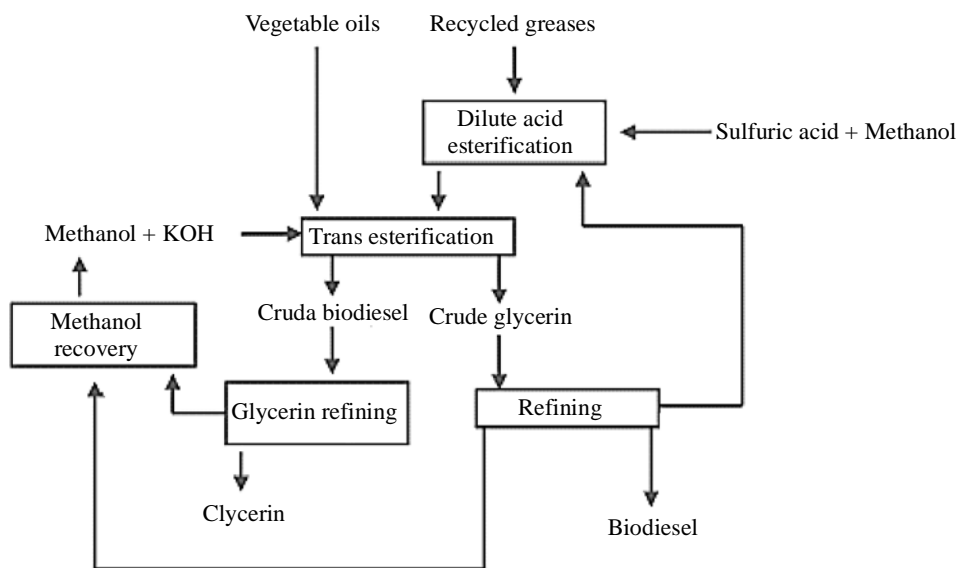 Vegetable oils
Recycled greases
Dilute acid
esterification
Sulfuric acid + Methanol
Methanol + KOH
Trans esterification
Cruda biodiesel
Crude glycerin
Methanol
recovery
Glycerin refining
Refining
Clycerin
Biodiesel